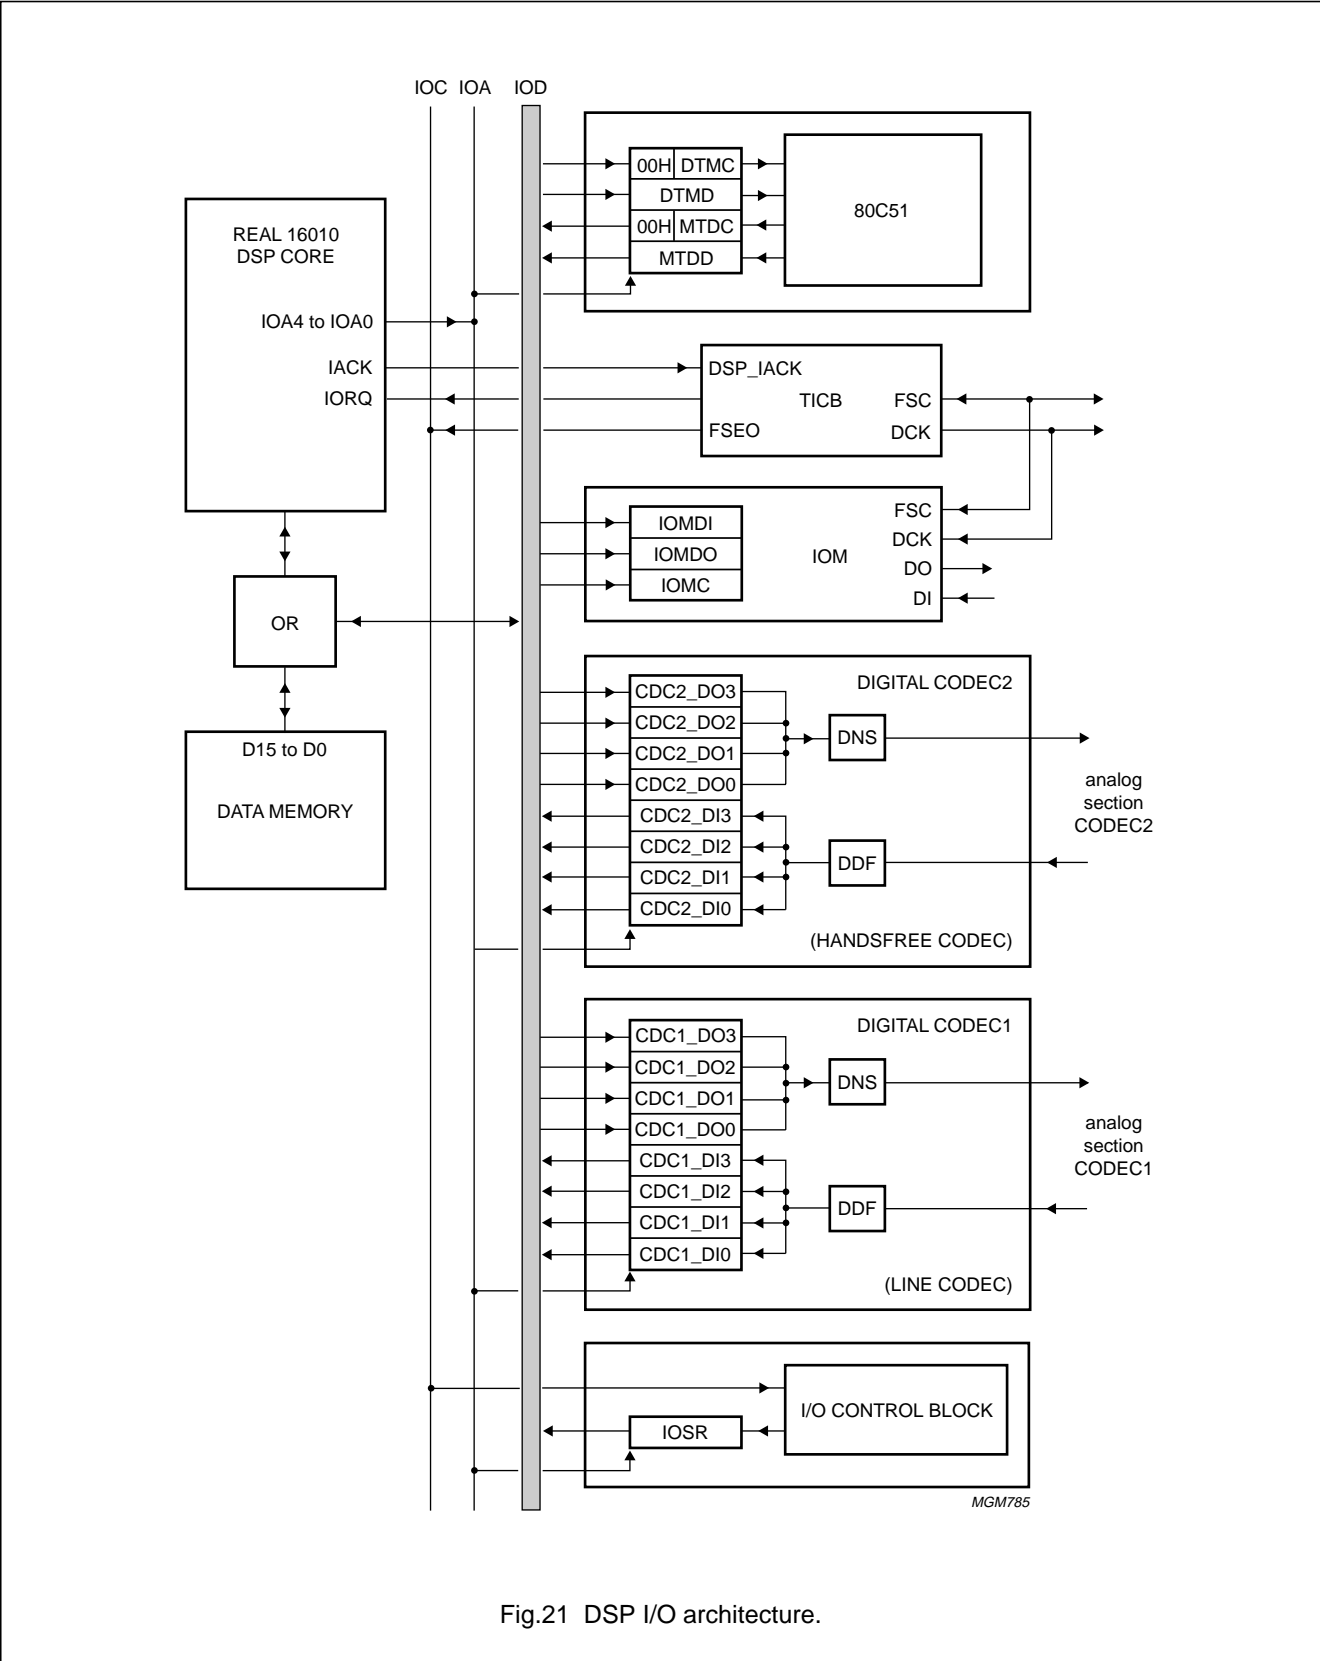 IOC IOA IOD
00H DTMC
DTMD
00H MTDC
MTDD
80C51
REAL 16010
DSP CORE
IOA4 to IOA0
IACK
IORQ
DSP_IACK
TICB
FSEO
FSC
DCK
IOMDI
IOMDO
IOMC
IOM
FSC
DCK
DO
DI
OR
D15 to D0
DATA MEMORY
DIGITAL CODEC2
CDC2_DO3
CDC2_DO2
CDC2_DO1
CDC2_DO0
CDC2_DI3
CDC2_DI2
CDC2_DI1
CDC2_DI0
DNS
DDF
(HANDSFREE CODEC)
analog
section
CODEC2
DIGITAL CODEC1
CDC1_DO3
CDC1_DO2
CDC1_DO1
CDC1_DO0
CDC1_DI3
CDC1_DI2
CDC1_DI1
CDC1_DI0
DNS
DDF
(LINE CODEC)
analog
section
CODEC1
I/O CONTROL BLOCK
IOSR
MGM785
Fig.21 DSP I/O architecture.